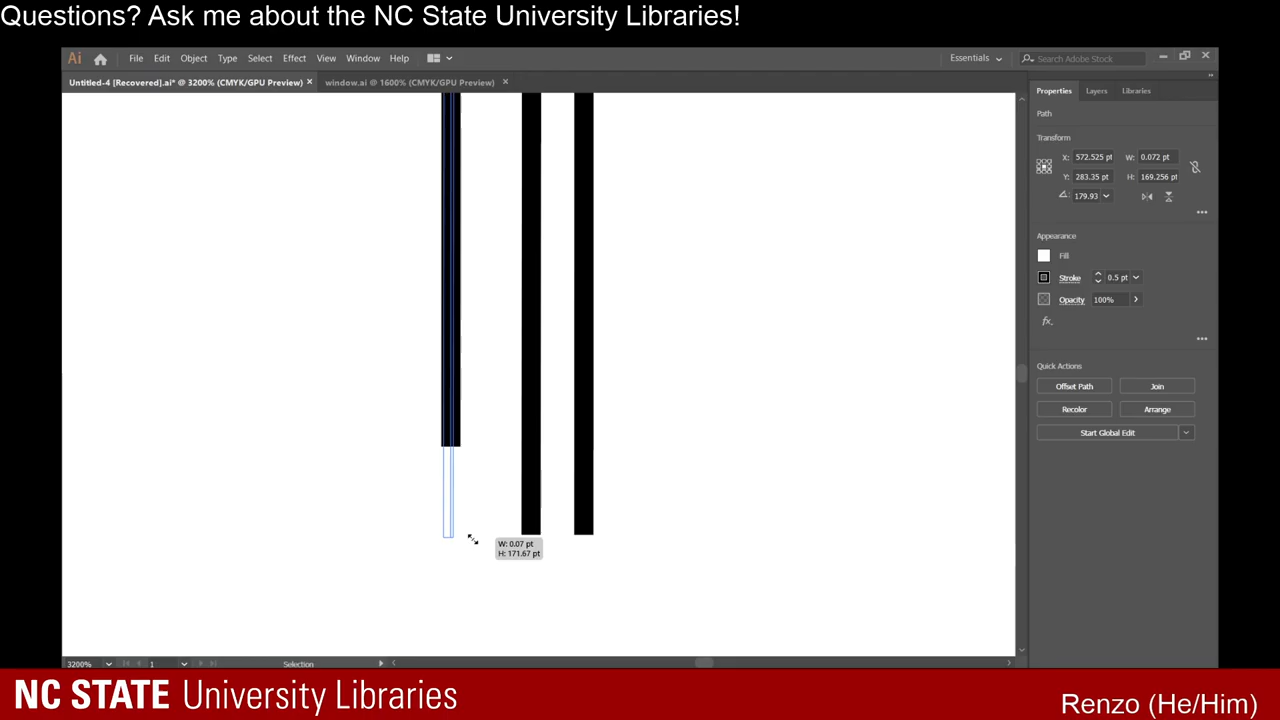 Questions? Ask me about the NC State University Libraries!
Ai File Edit Object Type Select Effect View Window Help Essentials Search Adobe Stock
Untitled-4 [Recovered].ai* @ 3200% (CMYK/GPU Preview) × window.ai @ 1600% (CMYK/GPU Preview) ×
Properties Layers Libraries
Path
Transform
X: 572.525 pt W: 0.072 pt
Y: 283.35 pt H: 169.256 pt
179.93
Appearance
Fill
Stroke 0.5 pt
Opacity 100%
fx.
Quick Actions
Offset Path Join
Recolor Arrange
Start Global Edit
W: 0.07 pt
H: 171.67 pt
3200% 1 Selection
NC STATE University Libraries
Renzo (He/Him)